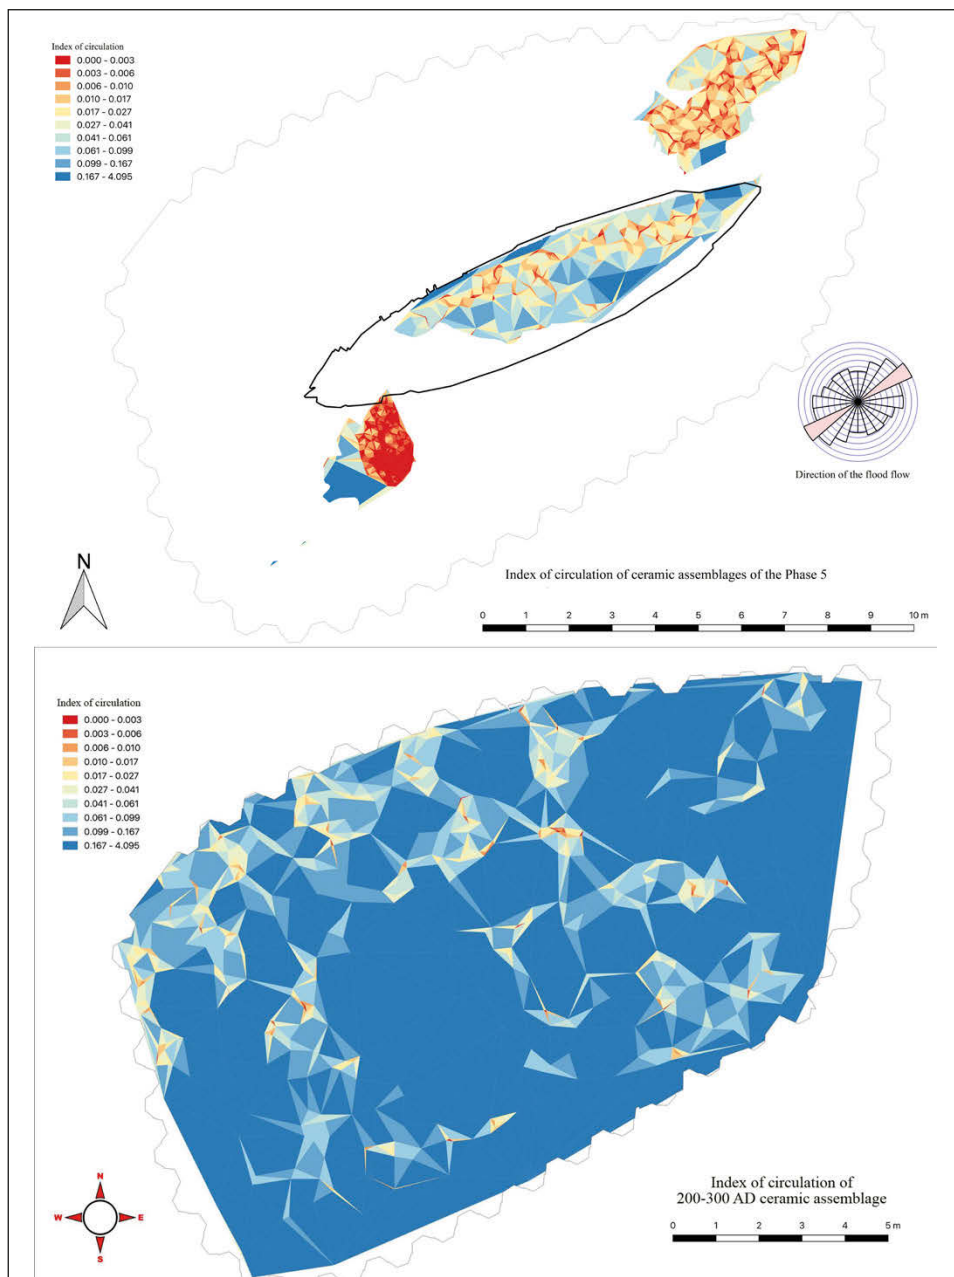 Index of circulation
0.000 - 0.003
0.003 - 0.006
0.006 - 0.010
0.010 - 0.017
0.017 - 0.027
0.027 - 0.041
0.041 - 0.061
0.061 - 0.099
0.099 - 0.167
0.167 - 4.095
Direction of the flood flow
N
Index of circulation of ceramic assemblages of the Phase 5
0 1 2 3 4 5 6 7 8 9 10 m
Index of circulation
0.000 - 0.003
0.003 - 0.006
0.006 - 0.010
0.010 - 0.017
0.017 - 0.027
0.027 - 0.041
0.041 - 0.061
0.061 - 0.099
0.099 - 0.167
0.167 - 4.095
N
W E
S
Index of circulation of
200-300 AD ceramic assemblage
0 1 2 3 4 5 m